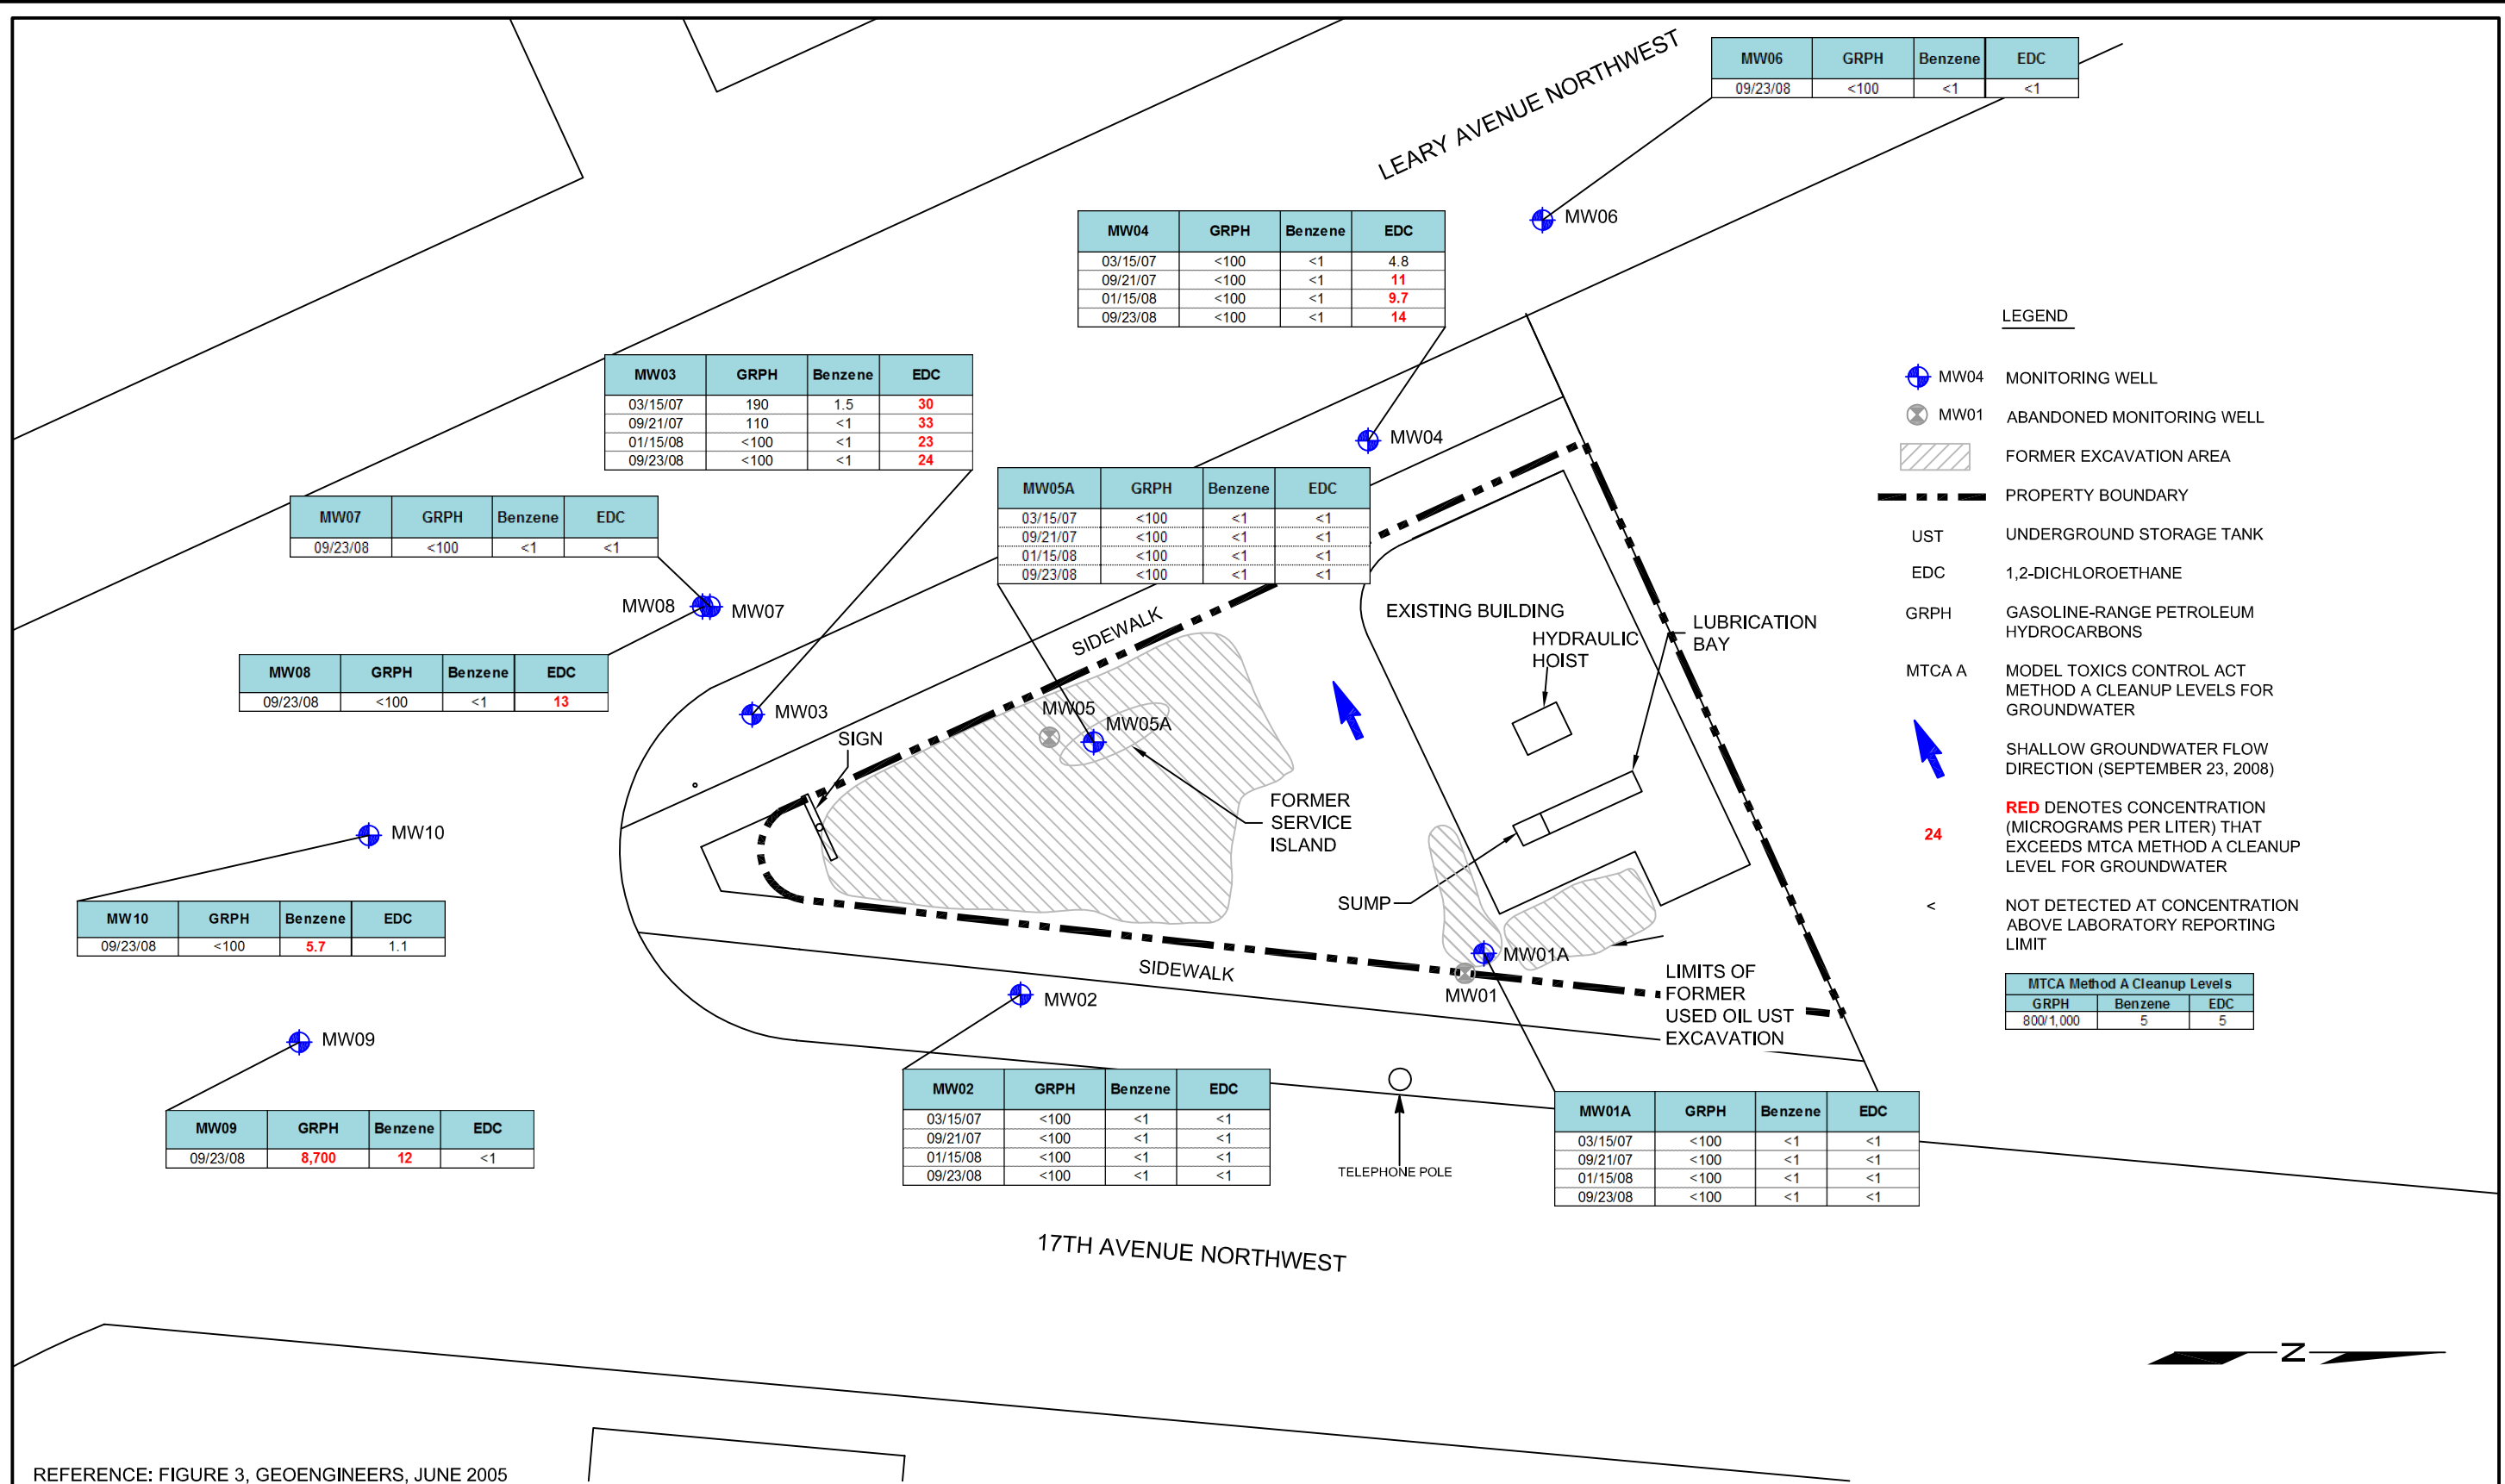 LEARY AVENUE NORTHWEST
MW06 GRPH Benzene EDC
09/23/08 <100 <1 <1
MW06
MW04 GRPH Benzene EDC
03/15/07 <100 <1 4.8
09/21/07 <100 <1 11
01/15/08 <100 <1 9.7
09/23/08 <100 <1 14
MW04
MW03 GRPH Benzene EDC
03/15/07 190 1.5 30
09/21/07 110 <1 33
01/15/08 <100 <1 23
09/23/08 <100 <1 24
MW03
MW05A GRPH Benzene EDC
03/15/07 <100 <1 <1
09/21/07 <100 <1 <1
01/15/08 <100 <1 <1
09/23/08 <100 <1 <1
MW07 GRPH Benzene EDC
09/23/08 <100 <1 <1
MW08
MW07
MW08 GRPH Benzene EDC
09/23/08 <100 <1 13
SIDEWALK
EXISTING BUILDING
HYDRAULIC
HOIST
LUBRICATION
BAY
MW05
MW05A
SIGN
FORMER
SERVICE
ISLAND
SUMP
MW10
MW10 GRPH Benzene EDC
09/23/08 <100 5.7 1.1
MW09
MW09 GRPH Benzene EDC
09/23/08 8,700 12 <1
SIDEWALK
MW02
MW02 GRPH Benzene EDC
03/15/07 <100 <1 <1
09/21/07 <100 <1 <1
01/15/08 <100 <1 <1
09/23/08 <100 <1 <1
MW01A
MW01
LIMITS OF
FORMER
USED OIL UST
EXCAVATION
TELEPHONE POLE
MW01A GRPH Benzene EDC
03/15/07 <100 <1 <1
09/21/07 <100 <1 <1
01/15/08 <100 <1 <1
09/23/08 <100 <1 <1
17TH AVENUE NORTHWEST
LEGEND
MW04 MONITORING WELL
MW01 ABANDONED MONITORING WELL
FORMER EXCAVATION AREA
PROPERTY BOUNDARY
UST UNDERGROUND STORAGE TANK
EDC 1,2-DICHLOROETHANE
GRPH GASOLINE-RANGE PETROLEUM
HYDROCARBONS
MTCA A MODEL TOXICS CONTROL ACT
METHOD A CLEANUP LEVELS FOR
GROUNDWATER
SHALLOW GROUNDWATER FLOW
DIRECTION (SEPTEMBER 23, 2008)
RED DENOTES CONCENTRATION
24 (MICROGRAMS PER LITER) THAT
EXCEEDS MTCA METHOD A CLEANUP
LEVEL FOR GROUNDWATER
< NOT DETECTED AT CONCENTRATION
ABOVE LABORATORY REPORTING
LIMIT
MTCA Method A Cleanup Levels
GRPH Benzene EDC
800/1,000 5 5
N
REFERENCE: FIGURE 3, GEOENGINEERS, JUNE 2005